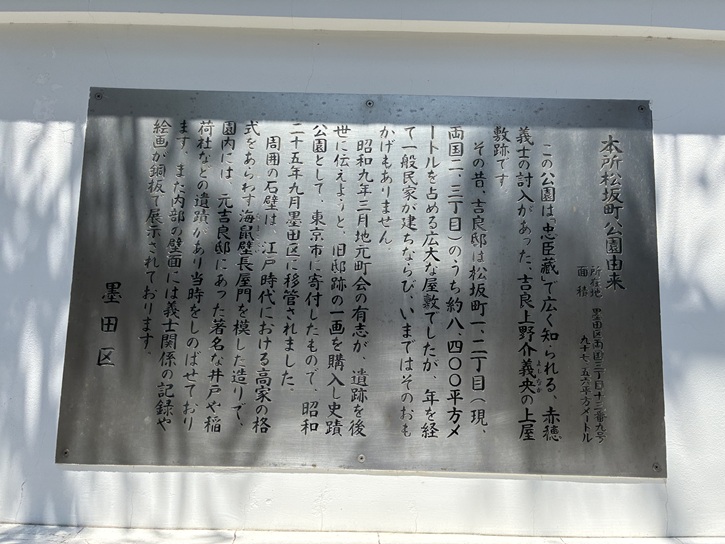 本所松坂町公園由来
所在地　墨田区両国三丁目十三番九号
面積　九十七、五六平方メートル
この公園は「忠臣蔵」で広く知られる、赤穂
義士の討入があった、吉良上野介義央の上屋
敷跡です
その昔、吉良邸は松坂町一、二丁目（現、
両国二、三丁目）のうち約八、四〇〇平方メ
ートルを占める広大な屋敷でしたが、年を経
て一般民家が建ちならび、いまではそのおも
かげもありません。
昭和九年三月地元町会の有志が、遺跡を後
世に伝えようと、旧邸跡の一画を購入し史蹟
公園として、東京市に寄付したもので、昭和
二十五年九月墨田区に移管されました。
周囲の石壁は、江戸時代における高家の格
式をあらわす海鼠壁長屋門を模した造りで、
園内には、元吉良邸にあった著名な井戸や稲
荷社などの遺蹟があり当時をしのばせており
ます、また内部の壁面には義士関係の記録や
絵画が銅板で展示されております。
墨田区